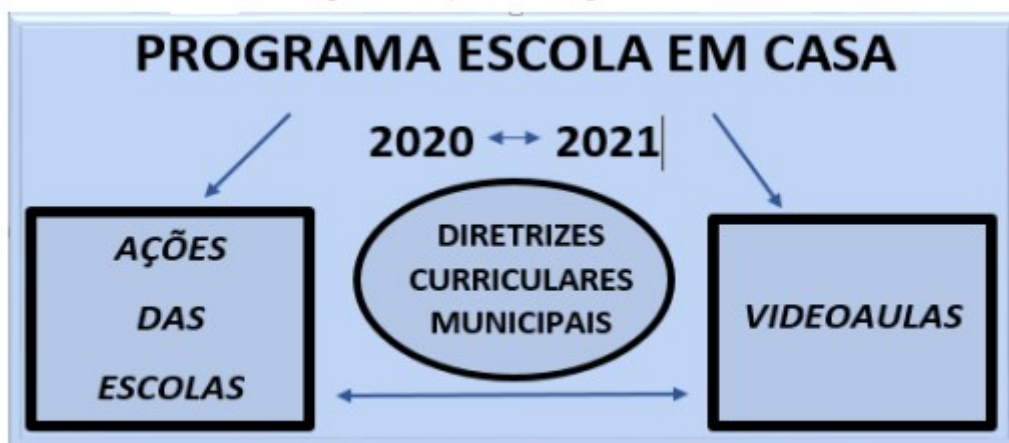 PROGRAMA ESCOLA EM CASA
2020 2021
AÇÕES
DAS
ESCOLAS
DIRETRIZES
CURRICULARES
MUNICIPAIS
VIDEOAULAS